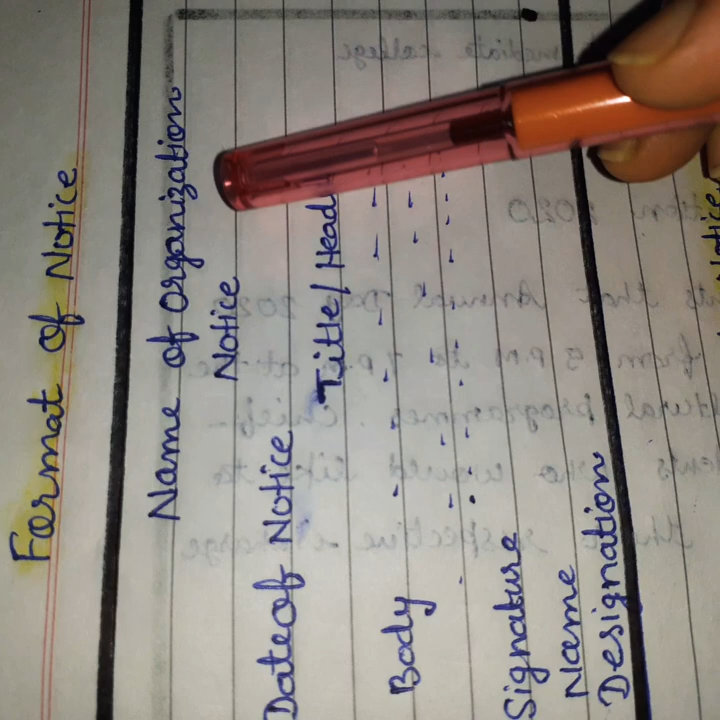 Format of Notice
Name of Organization
Notice
Date of Notice
Title/Head
Body
Signature
Name
Designation